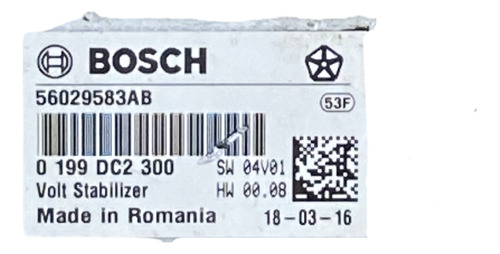 BOSCH
56029583AB
53F
0 199 DC2 300 SW 04V01
Volt Stabilizer HW 00.08
Made in Romania 18-03-16